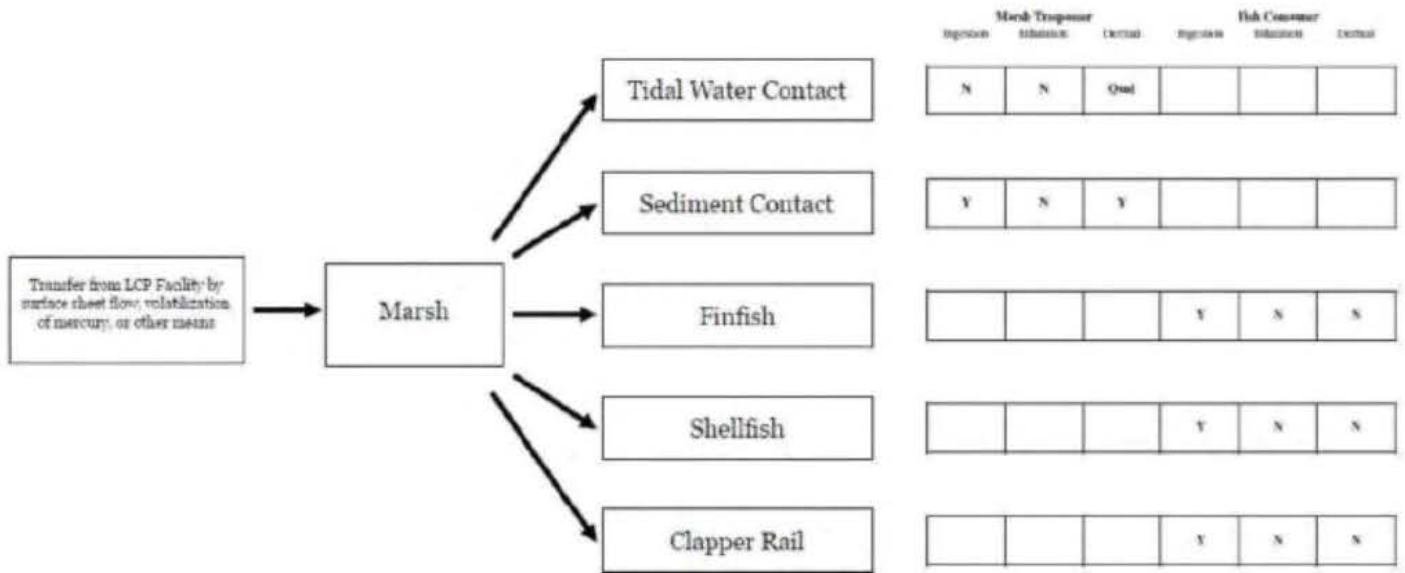 Marsh Trespasser Fish Consumer
Ingestion Inhalation Dermal Ingestion Inhalation Dermal
Tidal Water Contact N N Qual
Sediment Contact Y N Y
Transfer from LCP Facility by
surface sheet flow, volatilization
of mercury, or other means
Marsh
Finfish Y N N
Shellfish Y N N
Clapper Rail Y N N